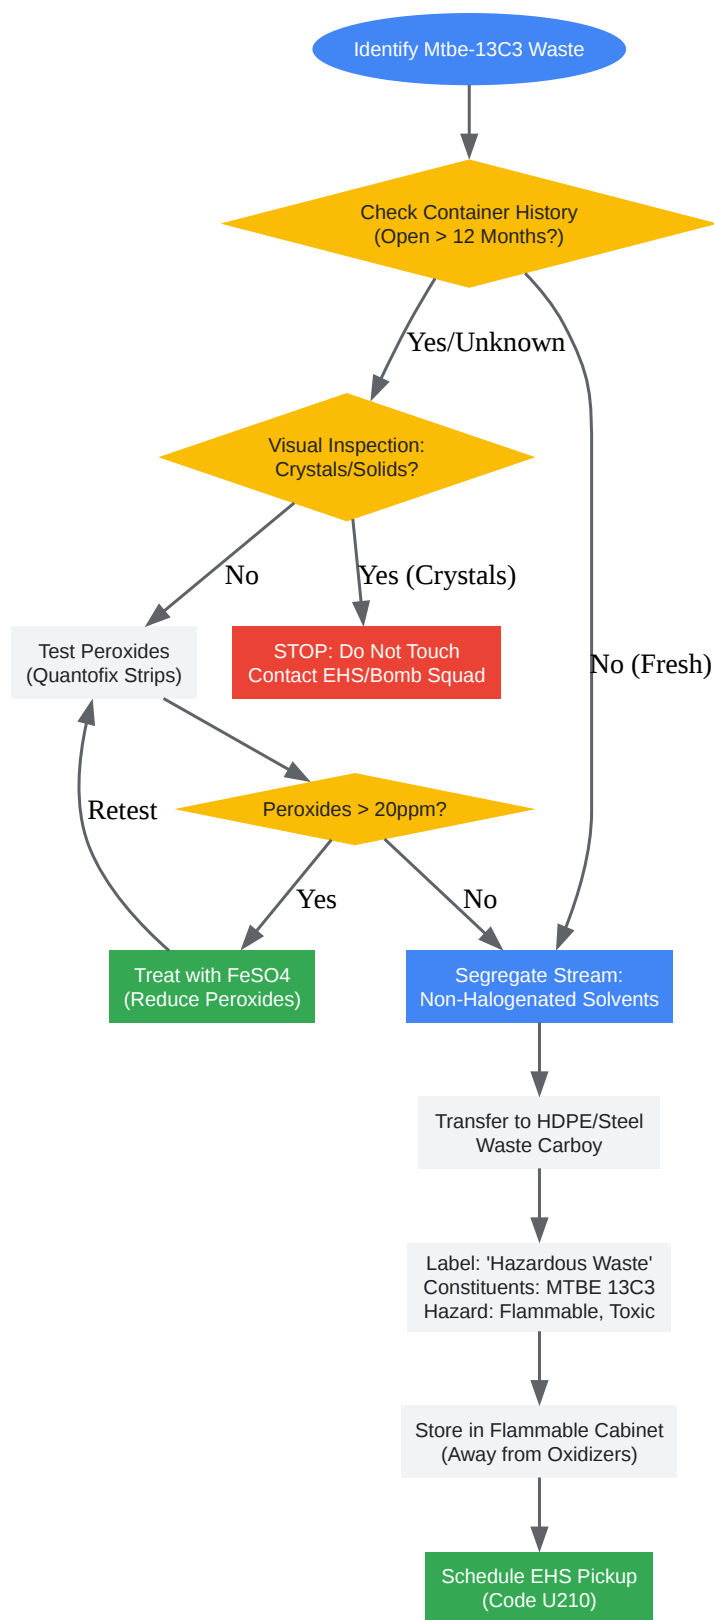 Identify Mtbe-13C3 Waste
Check Container History
(Open > 12 Months?)
Yes/Unknown
Visual Inspection:
Crystals/Solids?
No
Yes (Crystals)
Test Peroxides
(Quantofix Strips)
STOP: Do Not Touch
Contact EHS/Bomb Squad
No (Fresh)
Retest
Peroxides > 20ppm?
Yes
No
Treat with FeSO4
(Reduce Peroxides)
Segregate Stream:
Non-Halogenated Solvents
Transfer to HDPE/Steel
Waste Carboy
Label: 'Hazardous Waste'
Constituents: MTBE 13C3
Hazard: Flammable, Toxic
Store in Flammable Cabinet
(Away from Oxidizers)
Schedule EHS Pickup
(Code U210)